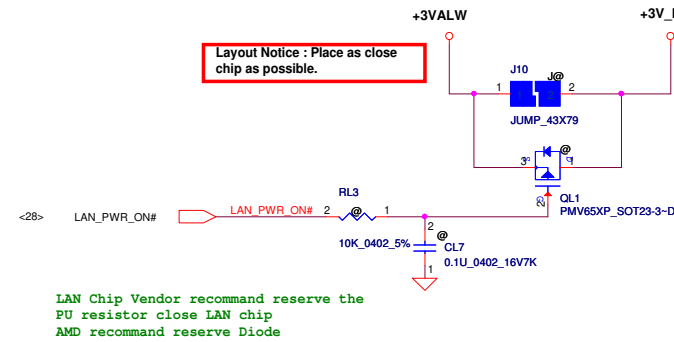 +3VALW
+3V_
Layout Notice : Place as close
chip as possible.
J10
J@
1
1
2
2
JUMP_43X79
@
3
S
D
1
G
2
QL1
PMV65XP_SOT23-3~D
RL3
<28>
LAN_PWR_ON#
LAN_PWR_ON#
2
@
1
10K_0402_5%
2
@
CL7
0.1U_0402_16V7K
1
LAN Chip Vendor recommand reserve the
PU resistor close LAN chip
AMD recommand reserve Diode